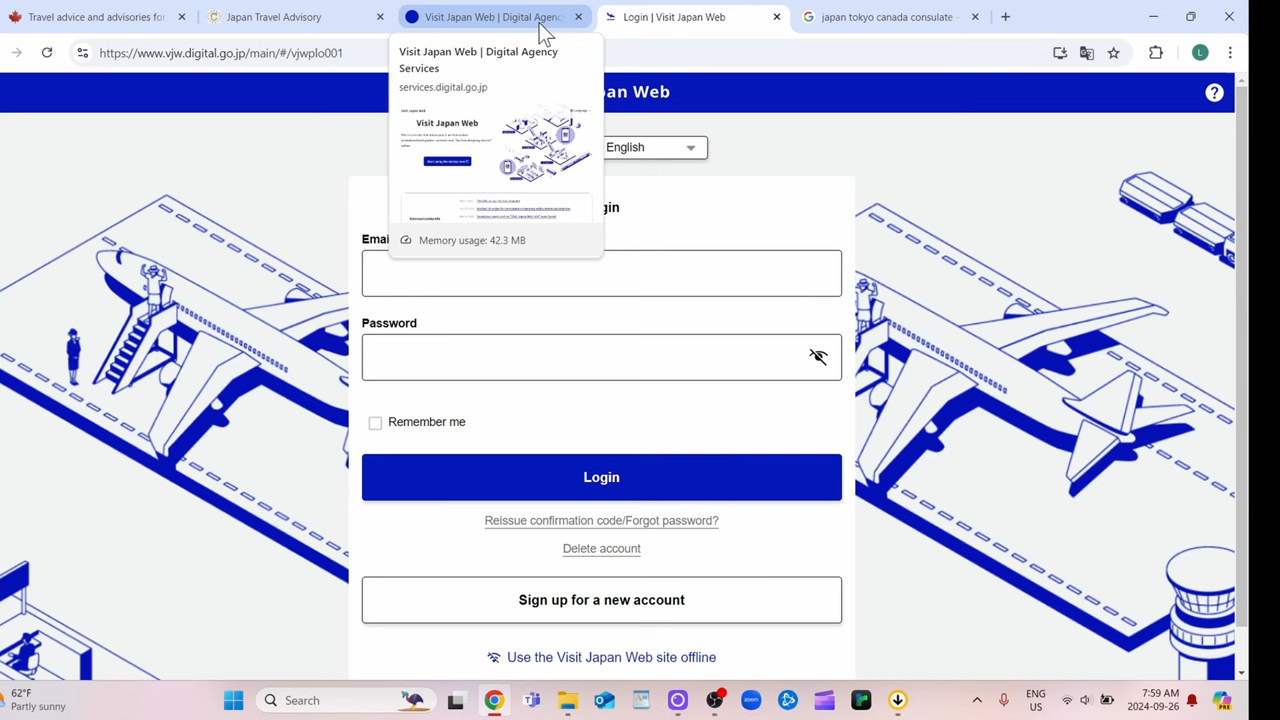 Travel advice and advisories for
Japan Travel Advisory
Visit Japan Web | Digital Agency
Login | Visit Japan Web
japan tokyo canada consulate -
https://www.vjw.digital.go.jp/main/#/vjwplo001
L
Visit Japan Web | Digital Agency
Services
services.digital.go.jp
Visit Japan Web
Memory usage: 42.3 MB
pan Web
English
gin
Emai
Password
Remember me
Login
Reissue confirmation code/Forgot password?
Delete account
Sign up for a new account
Use the Visit Japan Web site offline
62°F
Partly sunny
Search
zoom
ENG
US
7:59 AM
2024-09-26